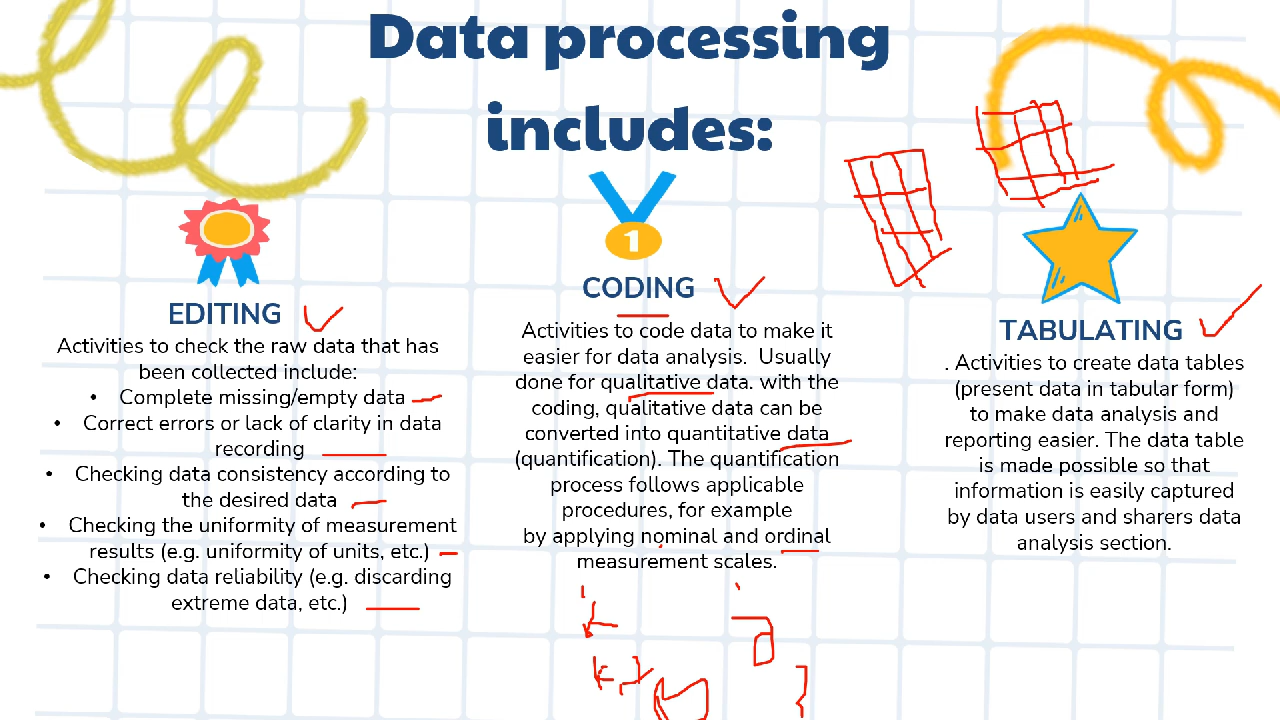 Data processing
includes:
EDITING
Activities to check the raw data that has
been collected include:
• Complete missing/empty data
• Correct errors or lack of clarity in data
recording
• Checking data consistency according to
the desired data
• Checking the uniformity of measurement
results (e.g. uniformity of units, etc.)
• Checking data reliability (e.g. discarding
extreme data, etc.)
1
CODING
Activities to code data to make it
easier for data analysis. Usually
done for qualitative data. with the
coding, qualitative data can be
converted into quantitative data
(quantification). The quantification
process follows applicable
procedures, for example
by applying nominal and ordinal
measurement scales.
TABULATING
. Activities to create data tables
(present data in tabular form)
to make data analysis and
reporting easier. The data table
is made possible so that
information is easily captured
by data users and sharers data
analysis section.